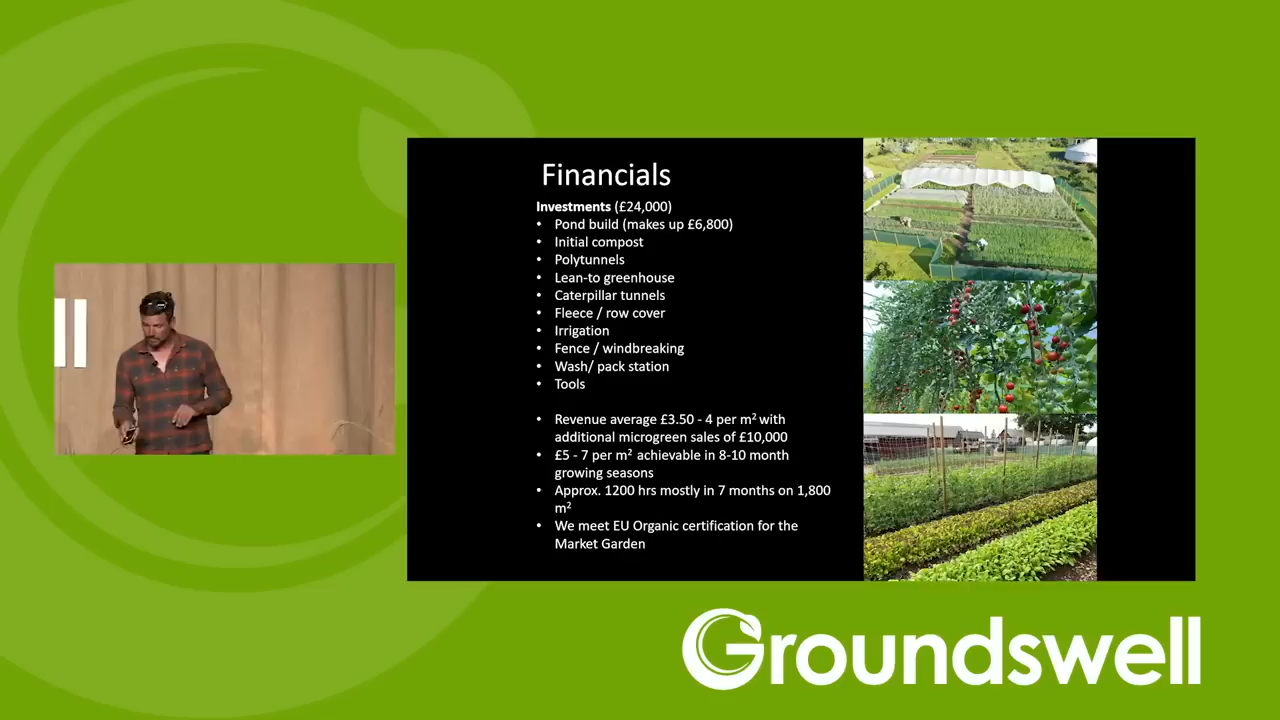 Financials
Investments (£24,000)
• Pond build (makes up £6,800)
• Initial compost
• Polytunnels
• Lean-to greenhouse
• Caterpillar tunnels
• Fleece / row cover
• Irrigation
• Fence / windbreaking
• Wash/ pack station
• Tools
• Revenue average £3.50 - 4 per m² with
additional microgreen sales of £10,000
• £5 - 7 per m² achievable in 8-10 month
growing seasons
• Approx. 1200 hrs mostly in 7 months on 1,800
m²
• We meet EU Organic certification for the
Market Garden
Groundswell